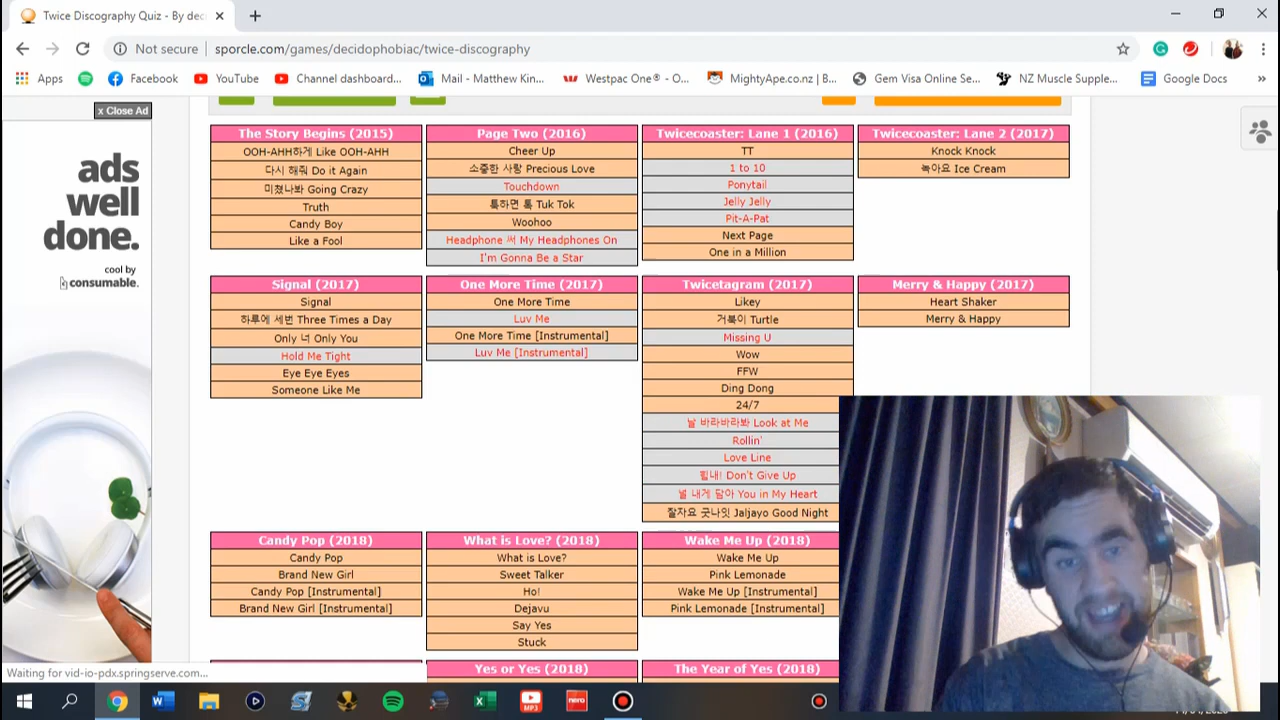 Twice Discography Quiz - By dec
Not secure
sporcle.com/games/decidophobiac/twice-discography
Apps
Facebook
YouTube
Channel dashboard...
Mail - Matthew Kin...
Westpac One® - O...
MightyApe.co.nz | B...
Gem Visa Online Se...
NZ Muscle Supple...
Google Docs
»
x Close Ad
ads
well
done.
cool by
consumable.
The Story Begins (2015)
OOH-AHH하게 Like OOH-AHH
다시 해줘 Do it Again
미쳤나봐 Going Crazy
Truth
Candy Boy
Like a Fool
Page Two (2016)
Cheer Up
소중한 사랑 Precious Love
Touchdown
툭하면 톡 Tuk Tok
Woohoo
Headphone 써 My Headphones On
I'm Gonna Be a Star
Twicecoaster: Lane 1 (2016)
TT
1 to 10
Ponytail
Jelly Jelly
Pit-A-Pat
Next Page
One in a Million
Twicecoaster: Lane 2 (2017)
Knock Knock
녹아요 Ice Cream
Signal (2017)
Signal
하루에 세번 Three Times a Day
Only 너 Only You
Hold Me Tight
Eye Eye Eyes
Someone Like Me
One More Time (2017)
One More Time
Luv Me
One More Time [Instrumental]
Luv Me [Instrumental]
Twicetagram (2017)
Likey
거북이 Turtle
Missing U
Wow
FFW
Ding Dong
24/7
날 바라바라봐 Look at Me
Rollin'
Love Line
힘내! Don't Give Up
널 내게 담아 You in My Heart
잘자요 굿나잇 Jaljayo Good Night
Merry & Happy (2017)
Heart Shaker
Merry & Happy
Candy Pop (2018)
Candy Pop
Brand New Girl
Candy Pop [Instrumental]
Brand New Girl [Instrumental]
What is Love? (2018)
What is Love?
Sweet Talker
Ho!
Dejavu
Say Yes
Stuck
Wake Me Up (2018)
Wake Me Up
Pink Lemonade
Wake Me Up [Instrumental]
Pink Lemonade [Instrumental]
Yes or Yes (2018)
The Year of Yes (2018)
Waiting for vid-io-pdx.springserve.com...
MP3
nero